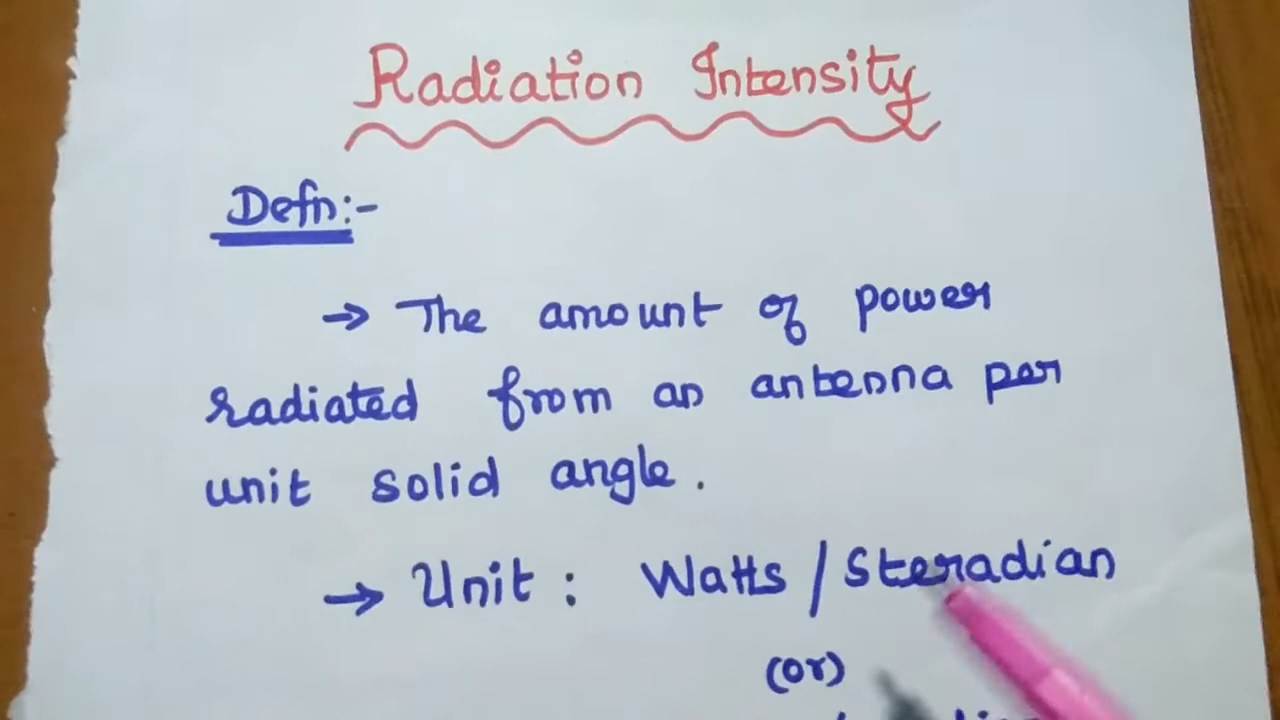 Radiation Intensity
Defn:-
→ The amount of power
radiated from an antenna per
unit solid angle.
→ Unit: Watts/Steradian
(or)